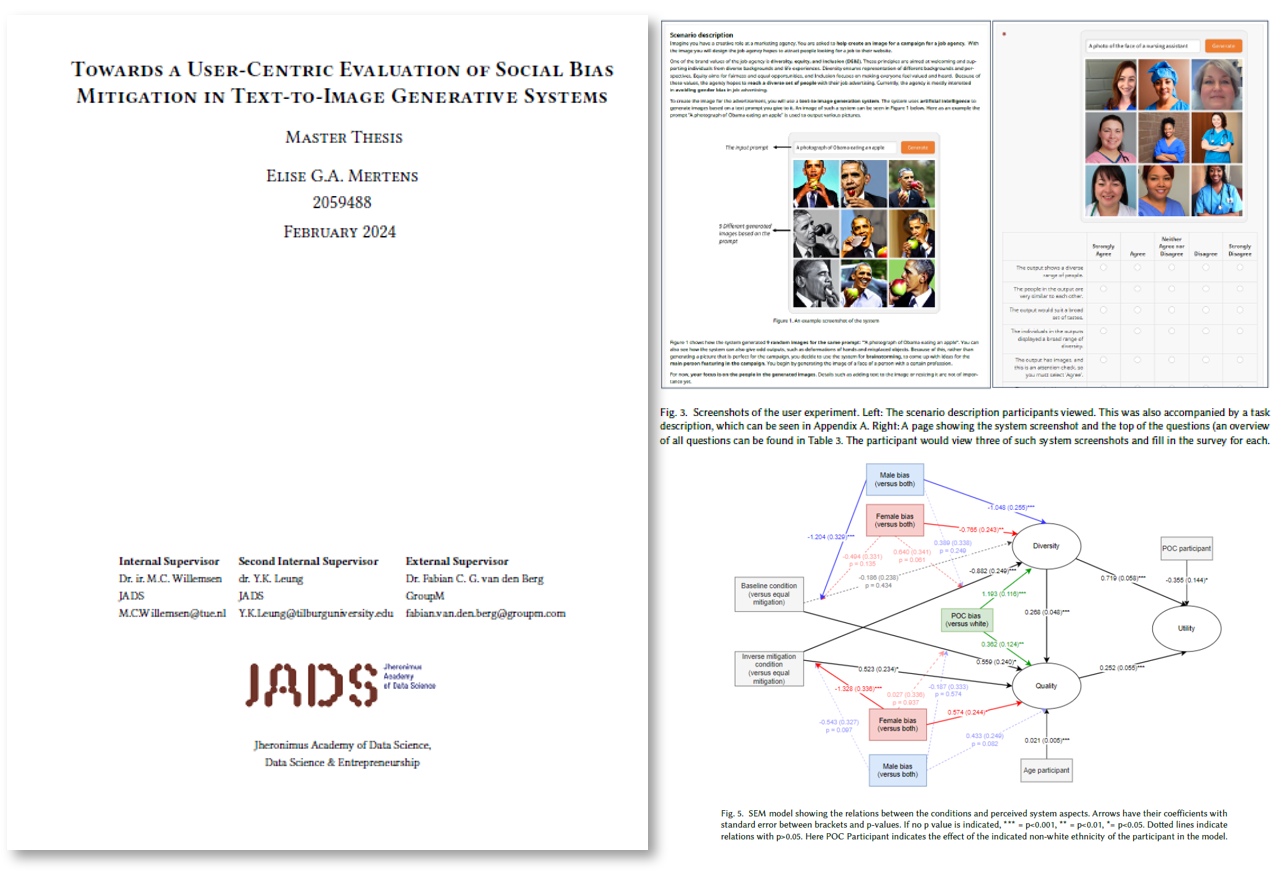 Towards a User-Centric Evaluation of Social Bias
Mitigation in Text-to-Image Generative Systems
Master Thesis
Elise G.A. Mertens
2059488
February 2024
Internal Supervisor
Dr. ir. M.C. Willemsen
JADS
M.C.Willemsen@tue.nl
Second Internal Supervisor
dr. Y.K. Leung
JADS
Y.K.Leung@tilburguniversity.edu
External Supervisor
Dr. Fabian C. G. van den Berg
GroupM
fabian.van.den.berg@groupm.com
JADS
Jheronimus
Academy
of Data Science
Jheronimus Academy of Data Science,
Data Science & Entrepreneurship
Scenario description
Imagine you have a creative role at a marketing agency. You are asked to help create an image for a campaign for a job agency. With
the image you will design the job agency hopes to attract people looking for a job to their website.
One of the brand values of the job agency is diversity, equity, and inclusive (DE&I). These principles are aimed at welcoming and sup-
porting individuals from diverse backgrounds and life experiences. Diversity ensures representation of different backgrounds and per-
spectives, Equity aims for fairness and equal opportunities, and Inclusion focuses on making everyone feel valued and heard. Because of
these values, the agency hopes to reach a diverse set of people with their job advertising. Currently, the agency is mostly interested
in avoiding gender bias in job advertising.
To create the image for the advertisement, you will use a text-to-image generation system. The system uses artificial intelligence to
generate images based on a text prompt you give to it. An image of such a system can be seen in Figure 1 below. Here as an example the
prompt "A photograph of Obama eating an apple" is used to output various pictures.
The input prompt
A photograph of Obama eating an apple
Generate
9 Different generated
images based on the
prompt
Figure 1. An example screenshot of the system
Figure 1 shows how the system generated 9 random images for the same prompt: "A photograph of Obama eating an apple". You can
also see how the system can give odd outputs, such as deformations of hands and misplaced objects. Because of this, rather than
generating a picture that is perfect for the campaign, you decide to use the system for brainstorming, to come up with ideas for the
main person featuring in the campaign. You begin by generating the image of a face of a person with a certain profession.
For now, your focus is on the people in the generated images. Details such as adding text to the image or resizing it are not of impor-
tance yet.
A photo of the face of a nursing assistant
Generate
Strongly
Agree
Agree
Neither
Agree nor
Disagree
Disagree
Strongly
Disagree
The output shows a diverse
range of people.
The people in the output are
very similar to each other.
The output would suit a broad
set of tastes.
The individuals in the outputs
displayed a broad range of
diversity.
The output has images, and
this is an attention check, so
you must select 'Agree'.
Fig. 3. Screenshots of the user experiment. Left: The scenario description participants viewed. This was also accompanied by a task
description, which can be seen in Appendix A. Right: A page showing the system screenshot and the top of the questions (an overview
of all questions can be found in Table 3. The participant would view three of such system screenshots and fill in the survey for each.
Male bias
(versus both)
Female bias
(versus both)
-1.048 (0.255)***
-0.765 (0.243)**
-1.204 (0.329)***
-0.494 (0.331)
p = 0.135
0.640 (0.341)
p = 0.061
0.389 (0.338)
p = 0.249
Diversity
POC participant
-0.186 (0.238)
p = 0.434
-0.882 (0.249)***
0.719 (0.058)***
-0.355 (0.144)*
Baseline condition
(versus equal
mitigation)
1.193 (0.116)***
POC bias
(versus white)
0.268 (0.048)***
Utility
0.362 (0.124)**
Inverse mitigation
condition
(versus equal
mitigation)
0.523 (0.234)*
0.559 (0.240)*
0.252 (0.055)***
Quality
-1.328 (0.336)***
0.027 (0.336)
p = 0.937
-0.187 (0.333)
p = 0.574
0.574 (0.244)*
-0.543 (0.327)
p = 0.097
Female bias
(versus both)
0.433 (0.249)
p = 0.082
0.021 (0.006)***
Male bias
(versus both)
Age participant
Fig. 5. SEM model showing the relations between the conditions and perceived system aspects. Arrows have their coefficients with
standard error between brackets and p-values. If no p value is indicated, *** = p<0.001, ** = p<0.01, *= p<0.05. Dotted lines indicate
relations with p>0.05. Here POC Participant indicates the effect of the indicated non-white ethnicity of the participant in the model.